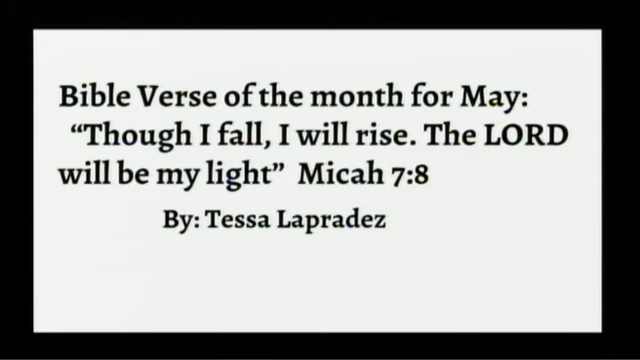 Bible Verse of the month for May:
“Though I fall, I will rise. The LORD
will be my light” Micah 7:8
By: Tessa Lapradez